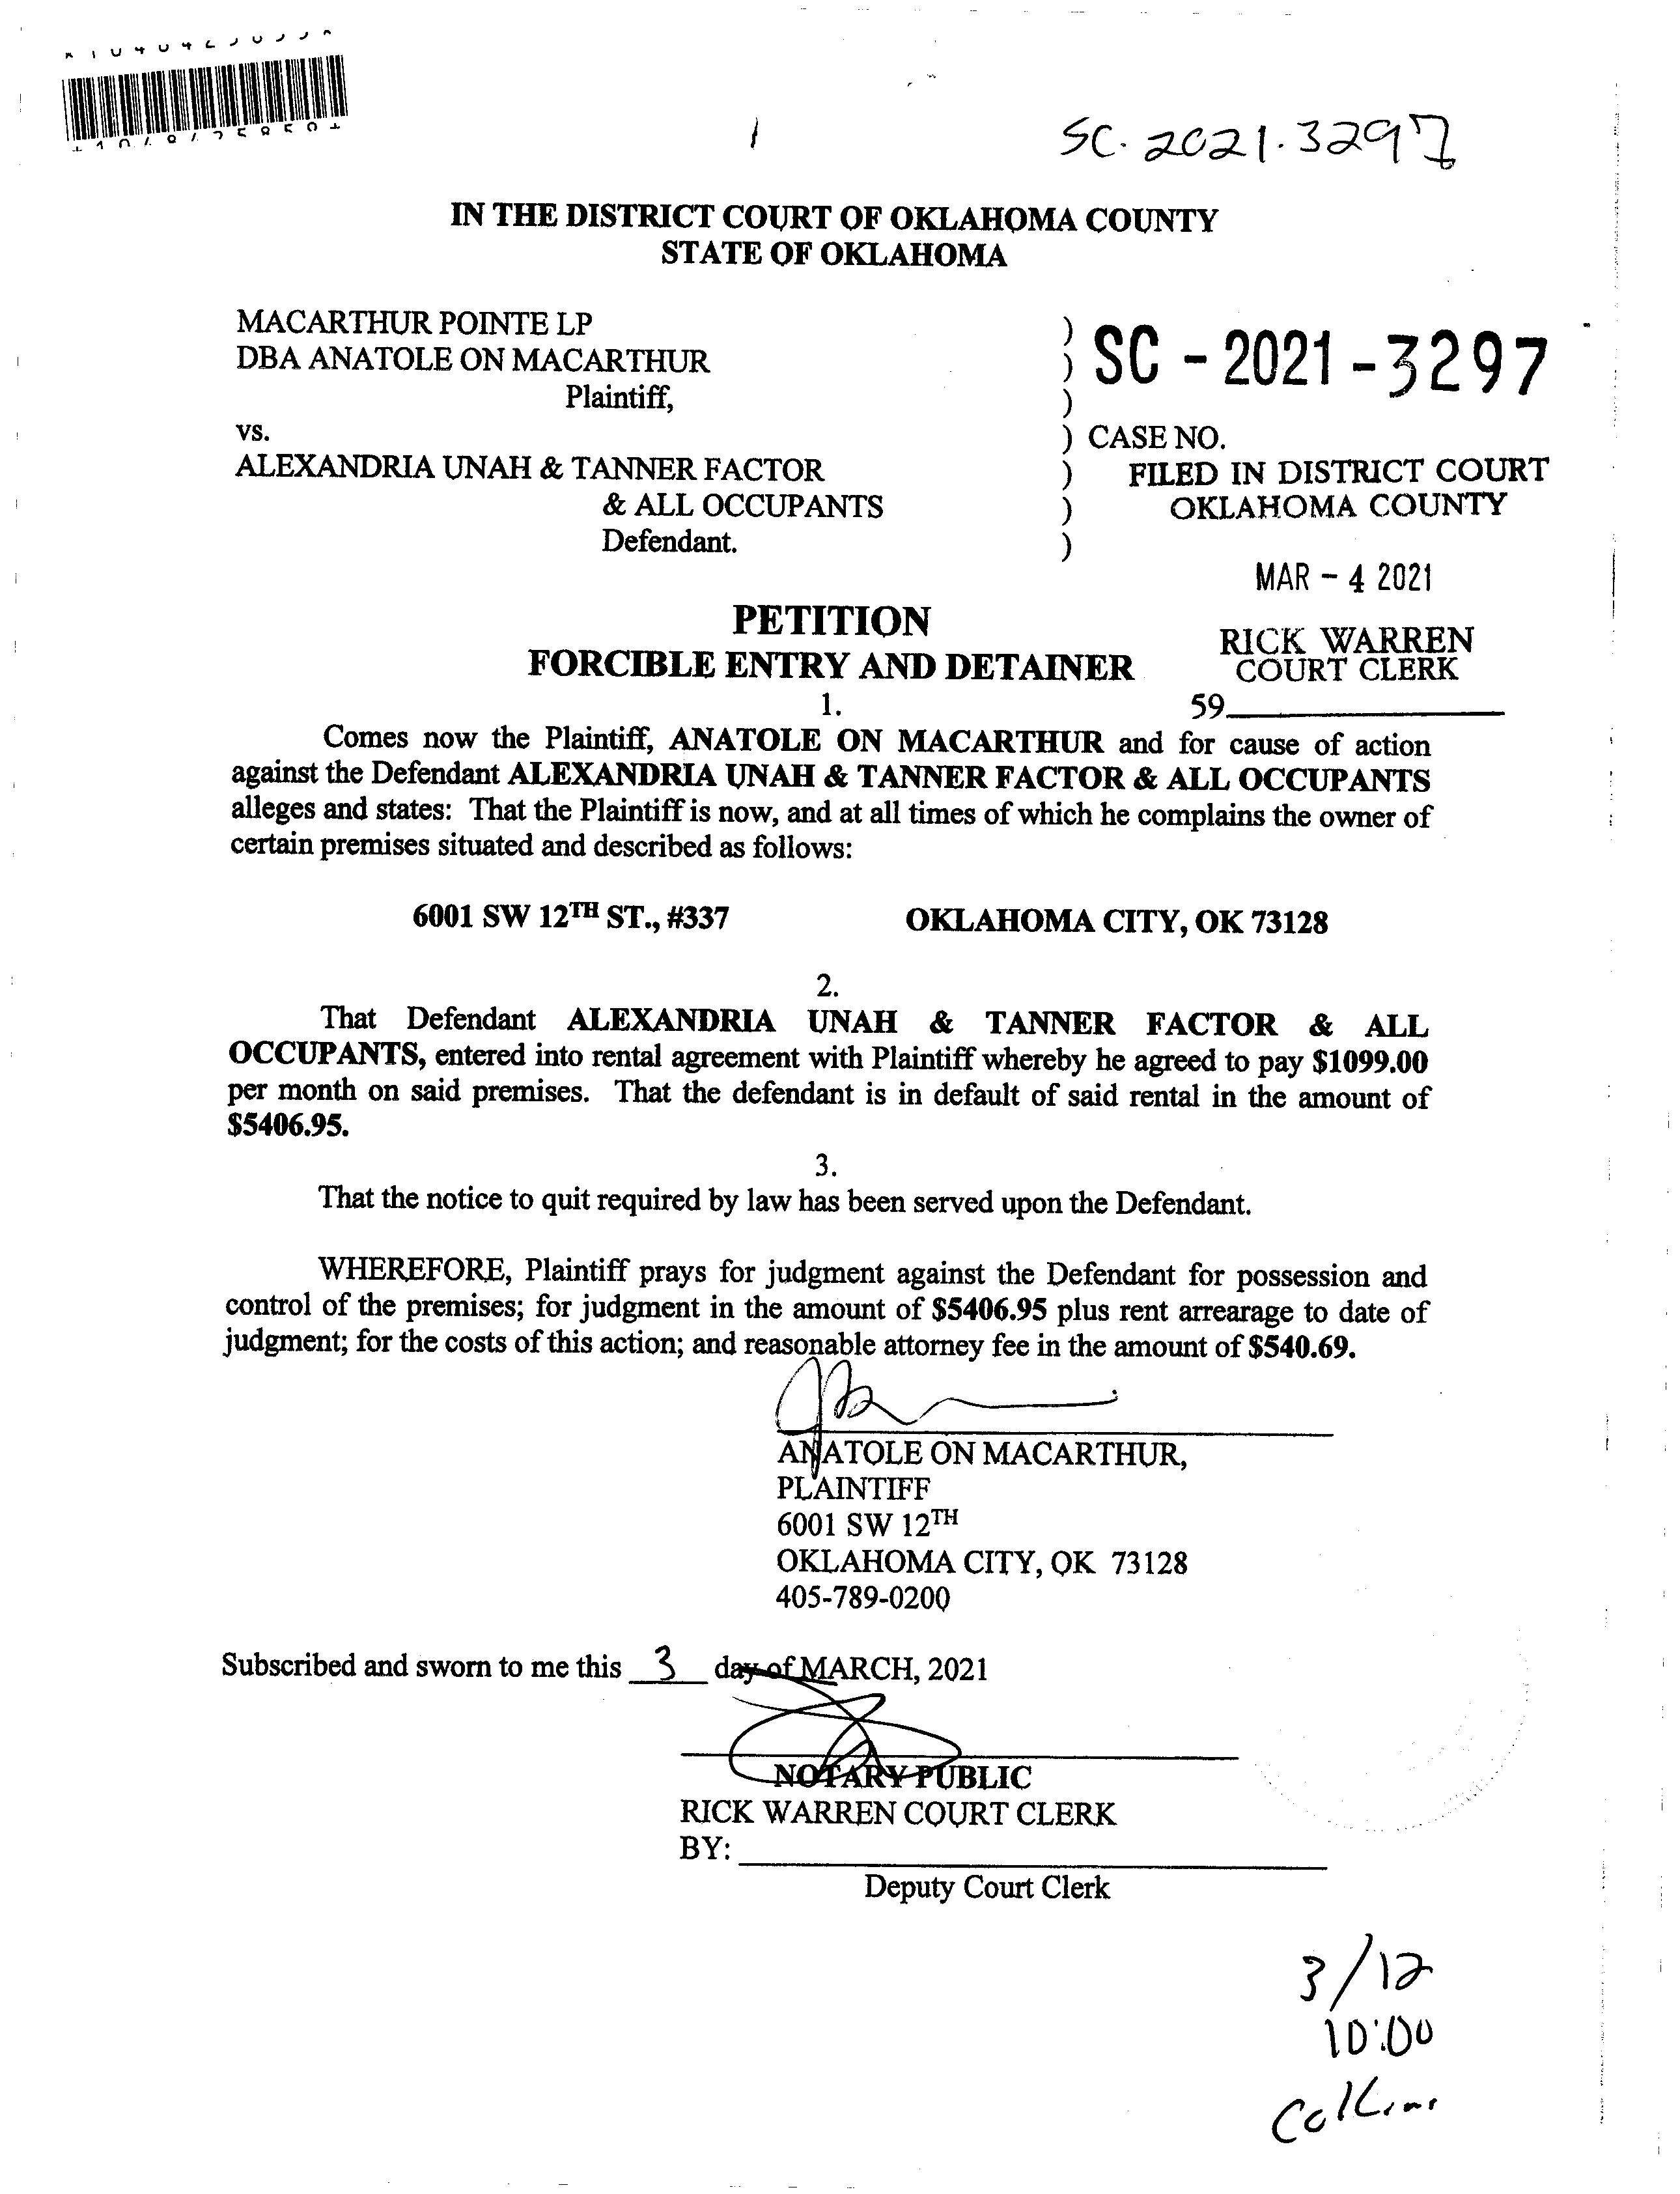 SC. 2021. 3297
IN THE DISTRICT COURT OF OKLAHOMA COUNTY
STATE OF OKLAHOMA
MACARTHUR POINTE LP
DBA ANATOLE ON MACARTHUR
Plaintiff,
vs.
ALEXANDRIA UNAH & TANNER FACTOR
& ALL OCCUPANTS
Defendant.
)
)
)
)
)
)
)
SC - 2021 - 3297
CASE NO.
FILED IN DISTRICT COURT
OKLAHOMA COUNTY
MAR - 4 2021
RICK WARREN
COURT CLERK
59
PETITION
FORCIBLE ENTRY AND DETAINER
1.
Comes now the Plaintiff, ANATOLE ON MACARTHUR and for cause of action
against the Defendant ALEXANDRIA UNAH & TANNER FACTOR & ALL OCCUPANTS
alleges and states: That the Plaintiff is now, and at all times of which he complains the owner of
certain premises situated and described as follows:
6001 SW 12TH ST., #337 OKLAHOMA CITY, OK 73128
2.
That Defendant ALEXANDRIA UNAH & TANNER FACTOR & ALL
OCCUPANTS, entered into rental agreement with Plaintiff whereby he agreed to pay $1099.00
per month on said premises. That the defendant is in default of said rental in the amount of
$5406.95.
3.
That the notice to quit required by law has been served upon the Defendant.
WHEREFORE, Plaintiff prays for judgment against the Defendant for possession and
control of the premises; for judgment in the amount of $5406.95 plus rent arrearage to date of
judgment; for the costs of this action; and reasonable attorney fee in the amount of $540.69.
ANATOLE ON MACARTHUR,
PLAINTIFF
6001 SW 12TH
OKLAHOMA CITY, OK 73128
405-789-0200
Subscribed and sworn to me this 3 day of MARCH, 2021
NOTARY PUBLIC
RICK WARREN COURT CLERK
BY:
Deputy Court Clerk
3/12
10:00
Collins